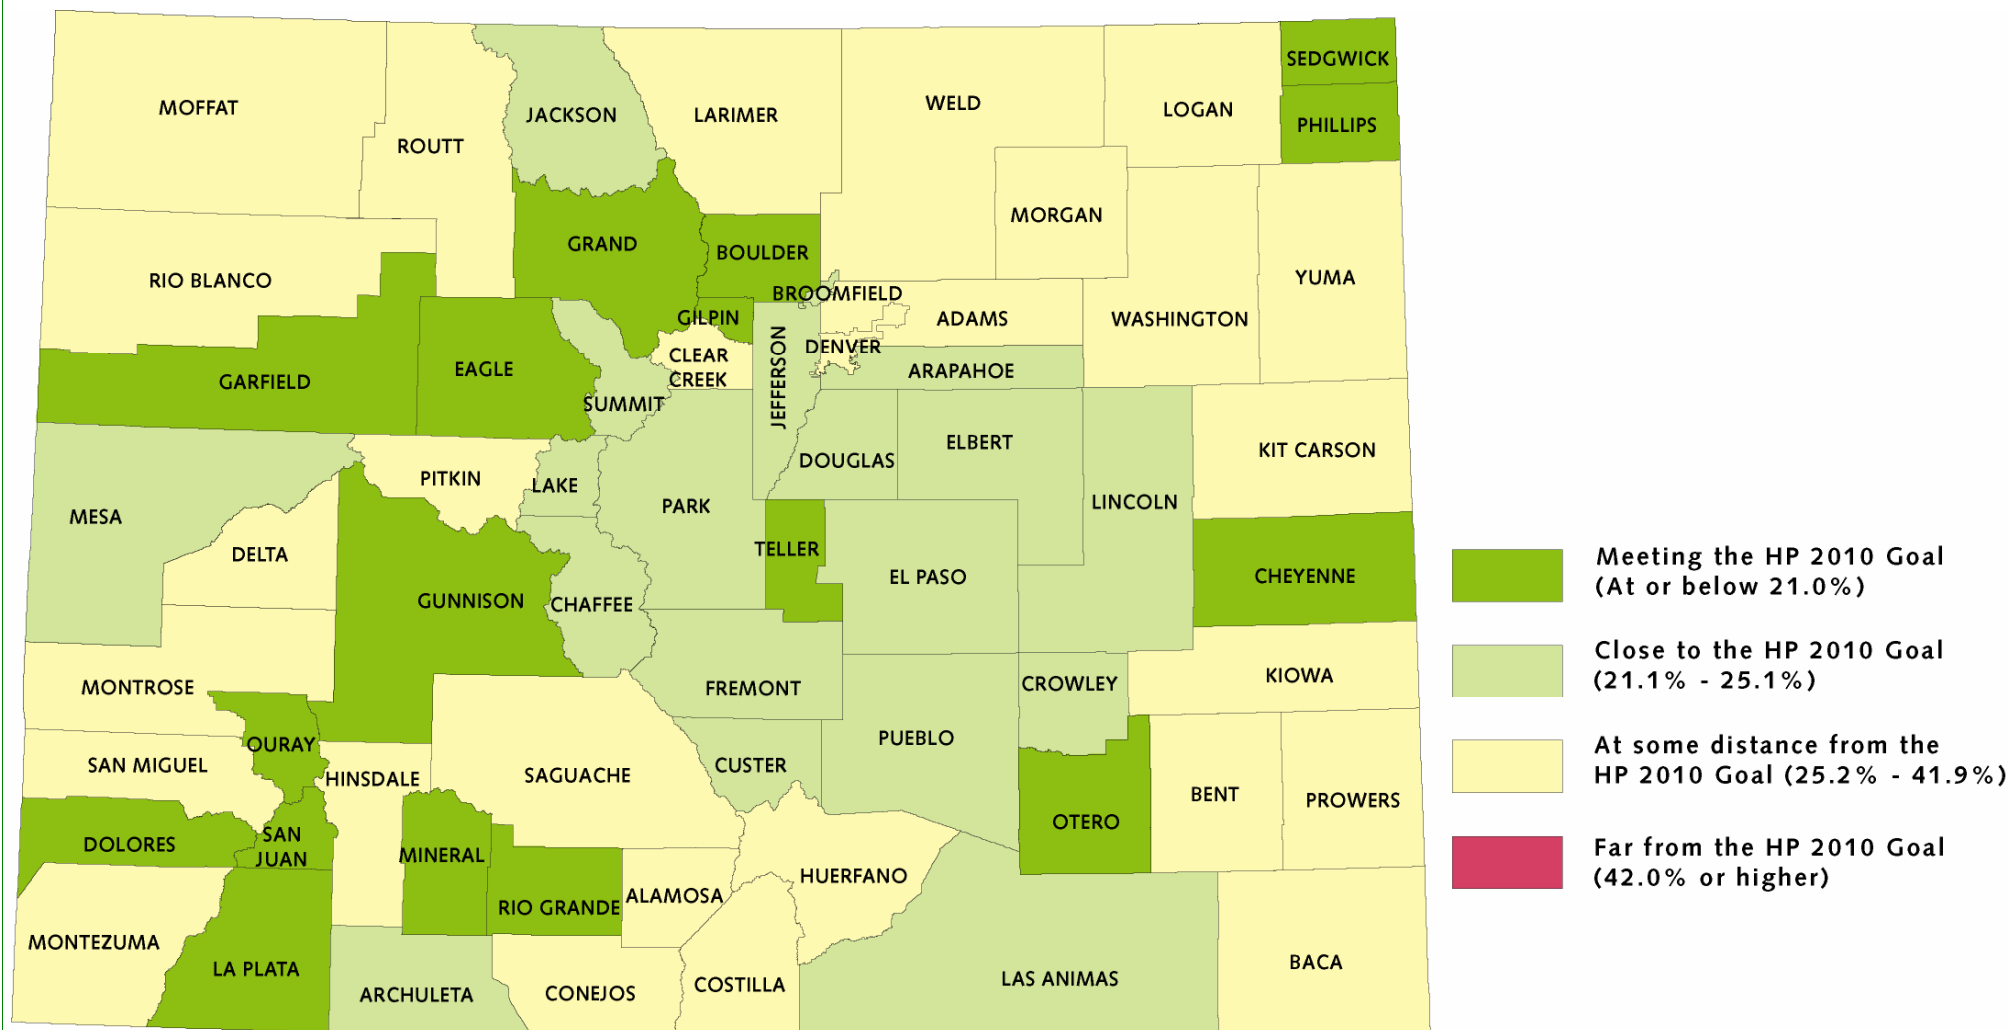 SEDGWICK
MOFFAT
JACKSON
LARIMER
WELD
LOGAN
PHILLIPS
ROUTT
MORGAN
GRAND
BOULDER
RIO BLANCO
YUMA
BROOMFIELD
GILPIN
ADAMS
WASHINGTON
DENVER
CLEAR
CREEK
JEFFERSON
EAGLE
ARAPAHOE
GARFIELD
SUMMIT
ELBERT
KIT CARSON
DOUGLAS
PITKIN
LAKE
LINCOLN
PARK
MESA
DELTA
TELLER
EL PASO
CHEYENNE
GUNNISON
CHAFFEE
KIOWA
CROWLEY
MONTROSE
FREMONT
PUEBLO
OURAY
SAN MIGUEL
CUSTER
HINSDALE
SAGUACHE
BENT
PROWERS
OTERO
SAN
JUAN
DOLORES
MINERAL
HUERFANO
ALAMOSA
RIO GRANDE
MONTEZUMA
BACA
LA PLATA
LAS ANIMAS
COSTILLA
CONEJOS
ARCHULETA
Meeting the HP 2010 Goal
(At or below 21.0%)
Close to the HP 2010 Goal
(21.1% - 25.1%)
At some distance from the
HP 2010 Goal (25.2% - 41.9%)
Far from the HP 2010 Goal
(42.0% or higher)